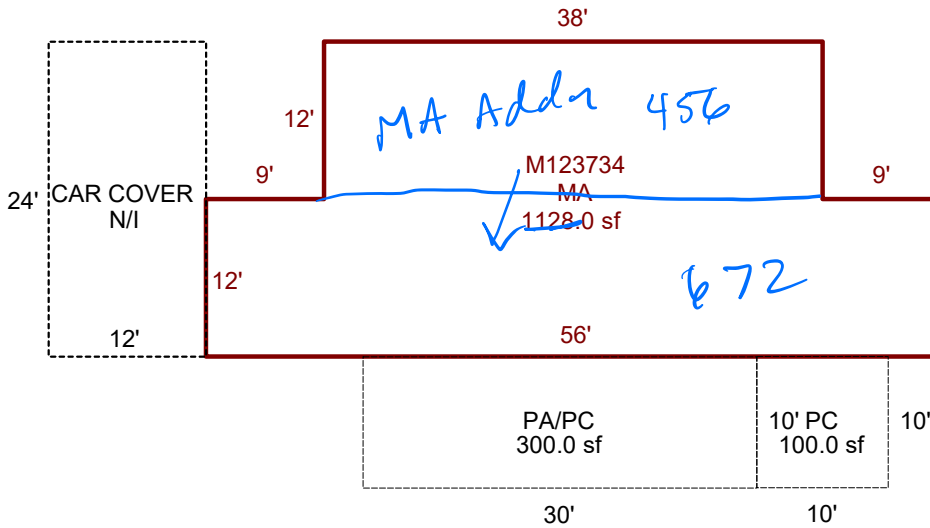 38'
12'
MA Addn 456
9'
M123734
9'
24'
CAR COVER
N/I
MA
1128.0 sf
12'
672
12'
56'
PA/PC
300.0 sf
10'
PC
100.0 sf
10'
30'
10'